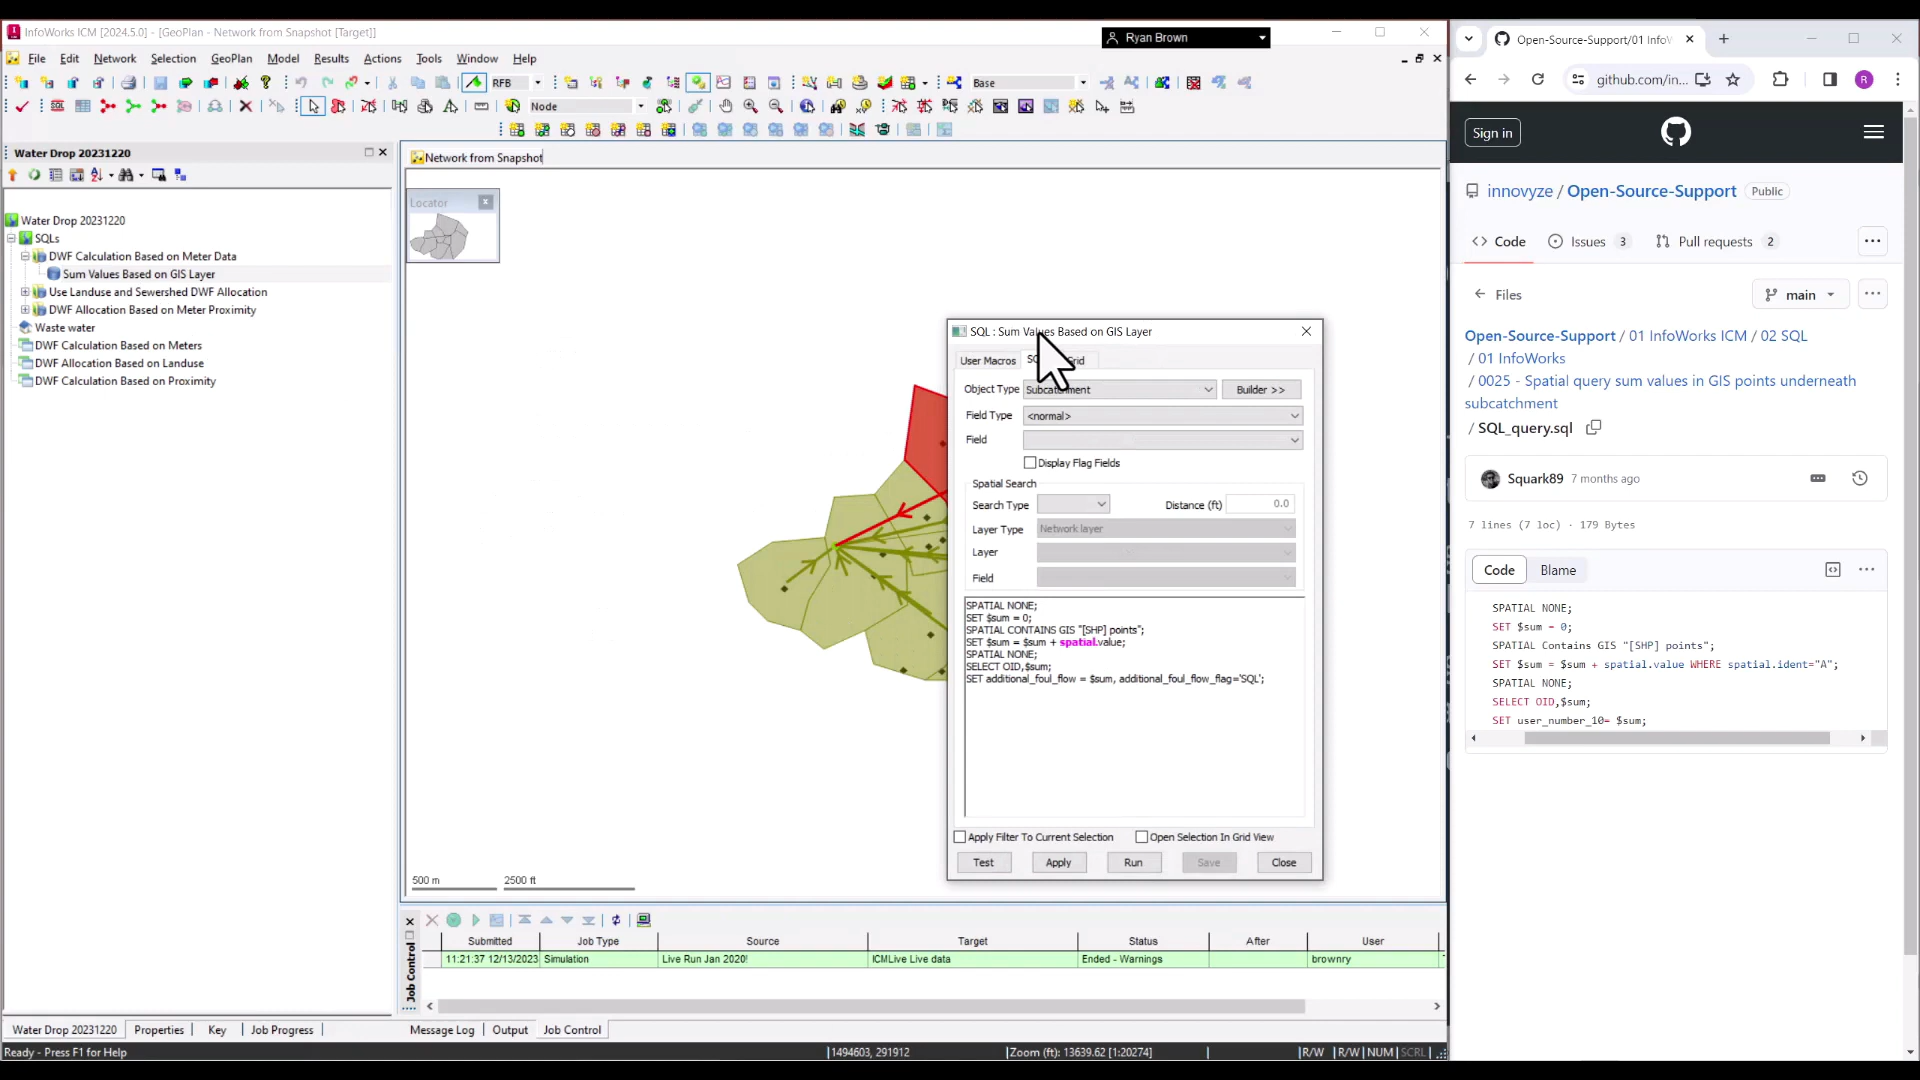 InfoWorks ICM [2024.5.0] - [GeoPlan - Network from Snapshot [Target]]
Ryan Brown
File Edit Network Selection GeoPlan Model Results Actions Tools Window Help
RFB
Base
Node
Water Drop 20231220
Network from Snapshot
Locator
Water Drop 20231220
SQLs
DWF Calculation Based on Meter Data
Sum Values Based on GIS Layer
Use Landuse and Sewershed DWF Allocation
DWF Allocation Based on Meter Proximity
Waste water
DWF Calculation Based on Meters
DWF Allocation Based on Landuse
DWF Calculation Based on Proximity
SQL : Sum Values Based on GIS Layer
User Macros
Grid
Object Type Subcatchment Builder >>
Field Type <normal>
Field
Display Flag Fields
Spatial Search
Search Type Distance (ft) 0.0
Layer Type Network layer
Layer
Field
SPATIAL NONE;
SET $sum = 0;
SPATIAL CONTAINS GIS "[SHP] points";
SET $sum = $sum + spatial.value;
SPATIAL NONE;
SELECT OID,$sum;
SET additional_foul_flow = $sum, additional_foul_flow_flag='SQL';
Apply Filter To Current Selection Open Selection In Grid View
Test Apply Run Save Close
500 m 2500 ft
Job Control
Submitted Job Type Source Target Status After User
11:21:37 12/13/2023 Simulation Live Run Jan 2020! ICMLive Live data Ended - Warnings brownry
Water Drop 20231220 Properties Key Job Progress Message Log Output Job Control
Ready - Press F1 for Help 1494603, 291912 Zoom (ft): 13639.62 [1:20274] R/W R/W NUM SCRL
Open-Source-Support/01 InfoW
github.com/in...
R
Sign in
innovyze / Open-Source-Support Public
Code Issues 3 Pull requests 2
Files main
Open-Source-Support / 01 InfoWorks ICM / 02 SQL
/ 01 InfoWorks
/ 0025 - Spatial query sum values in GIS points underneath
subcatchment
/ SQL_query.sql
Squark89 7 months ago
7 lines (7 loc) · 179 Bytes
Code Blame
SPATIAL NONE;
SET $sum = 0;
SPATIAL Contains GIS "[SHP] points";
SET $sum = $sum + spatial.value WHERE spatial.ident="A";
SPATIAL NONE;
SELECT OID,$sum;
SET user_number_10= $sum;